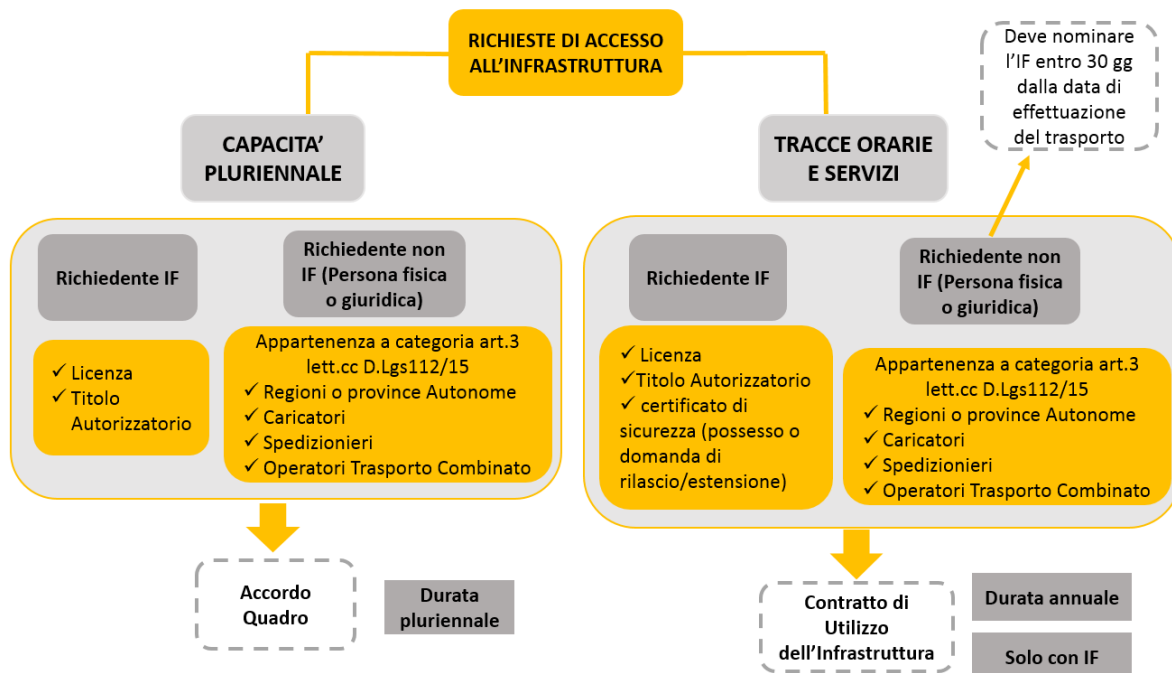 RICHIESTE DI ACCESSO
ALL'INFRASTRUTTURA
Deve nominare
l'IF entro 30 gg
dalla data di
effettuazione
del trasporto
CAPACITA'
PLURIENNALE
TRACCE ORARIE
E SERVIZI
Richiedente IF
Richiedente non
IF (Persona fisica
o giuridica)
✓ Licenza
✓ Titolo
Autorizzatorio
Appartenenza a categoria art.3
lett.cc D.Lgs112/15
✓ Regioni o province Autonome
✓ Caricatori
✓ Spedizionieri
✓ Operatori Trasporto Combinato
Richiedente IF
Richiedente non
IF (Persona fisica
o giuridica)
✓ Licenza
✓Titolo Autorizzatorio
✓ certificato di
sicurezza (possesso o
domanda di
rilascio/estensione)
Appartenenza a categoria art.3
lett.cc D.Lgs112/15
✓ Regioni o province Autonome
✓ Caricatori
✓ Spedizionieri
✓ Operatori Trasporto Combinato
Accordo
Quadro
Durata
pluriennale
Contratto di
Utilizzo
dell'Infrastruttura
Durata annuale
Solo con IF